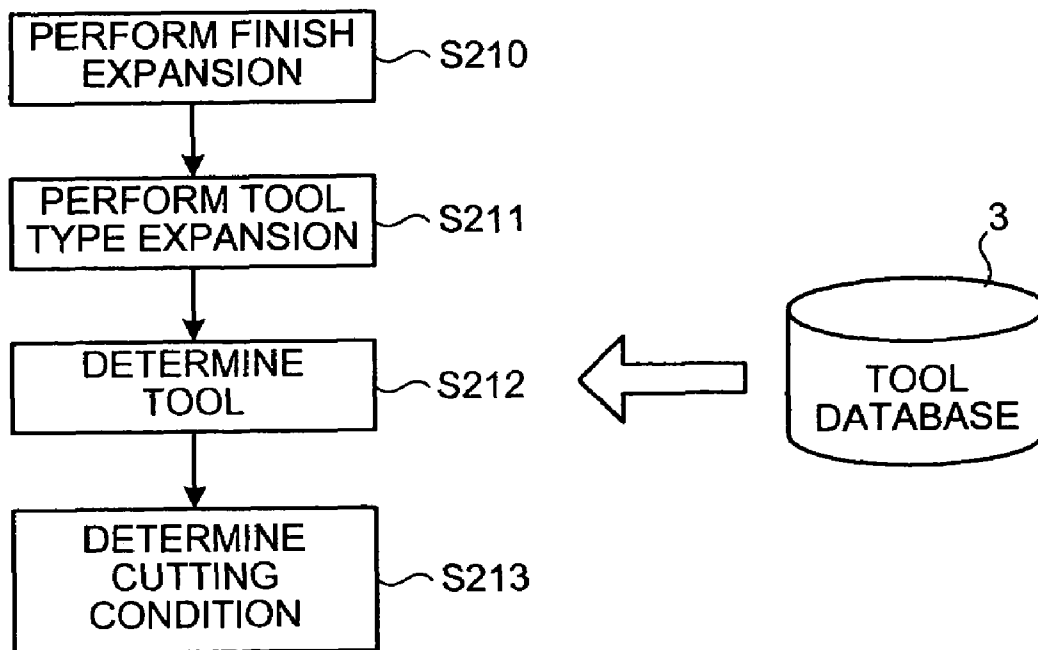 PERFORM FINISH
EXPANSION
S210
PERFORM TOOL
TYPE EXPANSION
S211
DETERMINE
TOOL
S212
DETERMINE
CUTTING
CONDITION
S213
3
TOOL
DATABASE